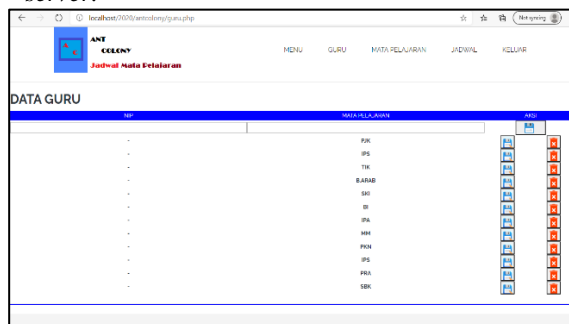 server.
localhost/2020/antcolony/guru.php
Not syncing
ANT
COLONY
A
C
Jadwal Mata Pelajaran
MENU GURU MATA PELAJARAN JADWAL KELUAR
DATA GURU
NIP MATA PELAJARAN AKSI
- PJK
- IPS
- TIK
- B.ARAB
- SKI
- BI
- IPA
- MM
- PKN
- IPS
- PRA
- SBK